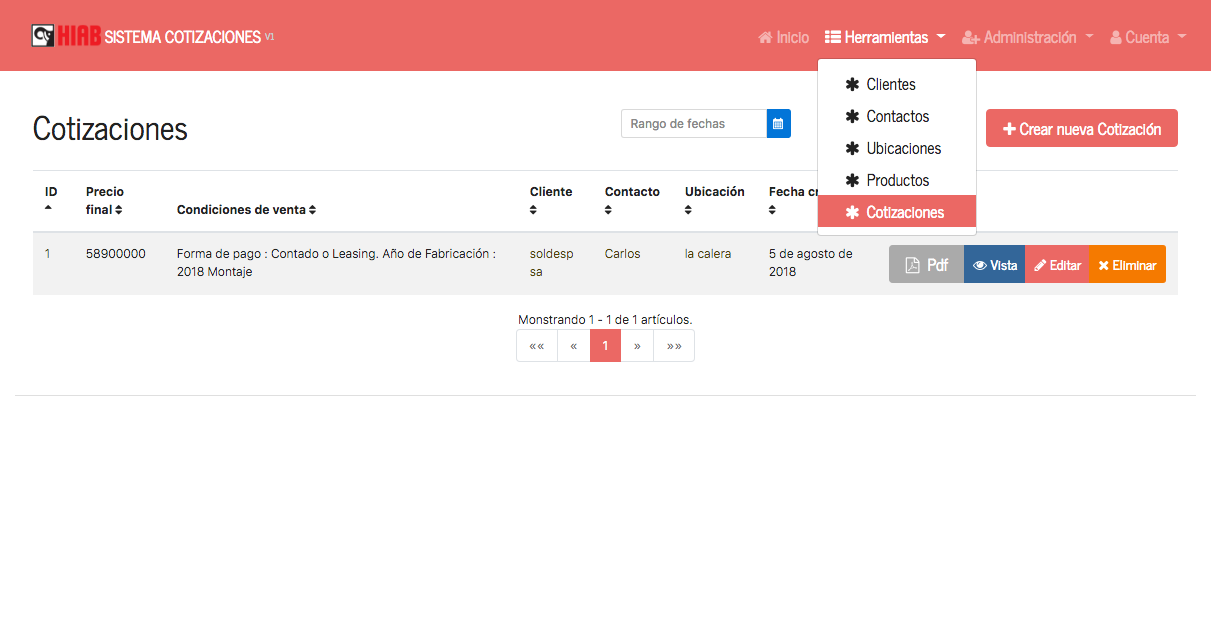 HIAB SISTEMA COTIZACIONES V1
Inicio
Herramientas
Administración
Cuenta
Clientes
Contactos
Ubicaciones
Productos
Cotizaciones
Cotizaciones
Rango de fechas
Crear nueva Cotización
ID
Precio
final
Condiciones de venta
Cliente
Contacto
Ubicación
Fecha
1
58900000
Forma de pago : Contado o Leasing. Año de Fabricación :
2018 Montaje
soldesp
sa
Carlos
la calera
5 de agosto de
2018
Pdf
Vista
Editar
Eliminar
Monstrando 1 - 1 de 1 artículos.
«« « 1 » »»